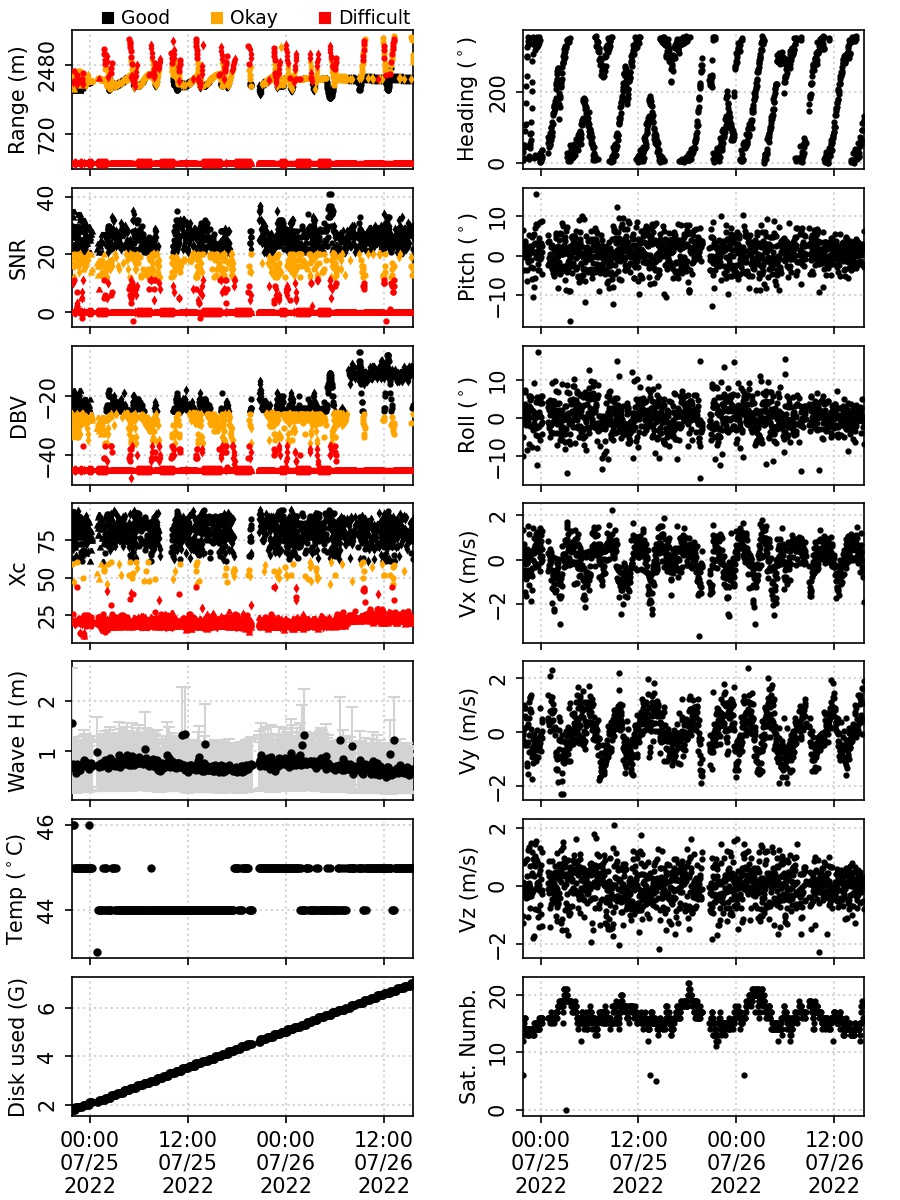 Good Okay Difficult
Range (m)
2480
720
Heading (°)
200
0
SNR
40
20
0
Pitch (°)
10
0
−10
DBV
−20
−40
Roll (°)
10
0
−10
Xc
75
50
25
Vx (m/s)
2
0
−2
Wave H (m)
2
1
Vy (m/s)
2
0
−2
Temp (°C)
46
44
Vz (m/s)
2
0
−2
Disk used (G)
6
4
2
Sat. Numb.
20
10
0
00:00 12:00 00:00 12:00
07/25 07/25 07/26 07/26
2022 2022 2022 2022
00:00 12:00 00:00 12:00
07/25 07/25 07/26 07/26
2022 2022 2022 2022